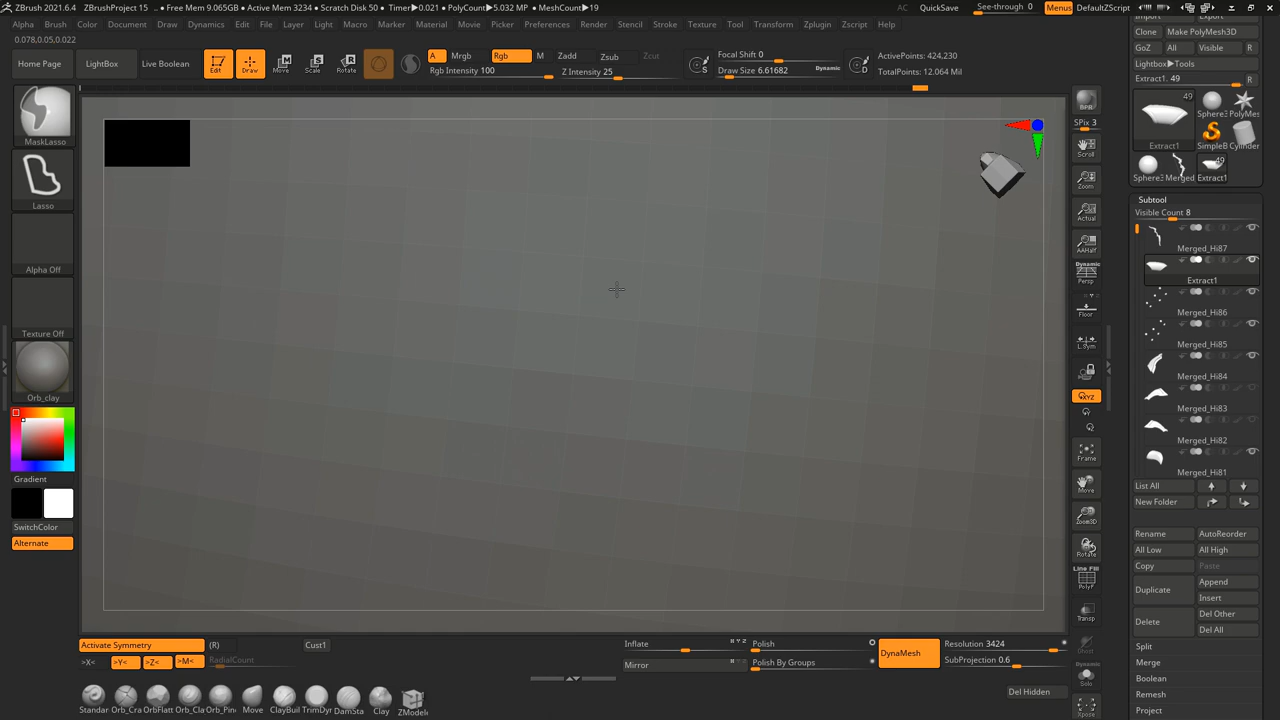 ZBrush 2021.6.4 ZBrushProject 15 .. ● Free Mem 9.065GB ● Active Mem 3234 ● Scratch Disk 50 ● Timer▶0.021 ● PolyCount▶5.032 MP ● MeshCount▶19 AC QuickSave See-through 0 Menus DefaultZScript
Alpha Brush Color Document Draw Dynamics Edit File Layer Light Macro Marker Material Movie Picker Preferences Render Stencil Stroke Texture Tool Transform Zplugin Zscript Help
0.078,0.05,0.022
Home Page LightBox Live Boolean Edit Draw Move Scale Rotate A Mrgb Rgb M Zadd Zsub Zcut
Rgb Intensity 100 Z Intensity 25
S Focal Shift 0
Draw Size 6.61682 Dynamic
D ActivePoints: 424,230
TotalPoints: 12.064 Mil
MaskLasso
Lasso
Alpha Off
Texture Off
Orb_clay
Gradient
SwitchColor
Alternate
BPR
SPix 3
Scroll
Zoom
Actual
AAHalf
Dynamic
Persp
Floor
L.Sym
XYZ
Frame
Move
Zoom3D
Rotate
Line Fill
PolyF
Transp
Ghost
Dynamic
Solo
Xpose
Import Export
Clone Make PolyMesh3D
GoZ All Visible R
Lightbox▶Tools
Extract1. 49 R
49
Extract1 Sphere3 PolyMes
SimpleB Cylinder
49
Sphere3 Merged Extract1
Subtool
Visible Count 8
Merged_Hi87
Extract1
Merged_Hi86
Merged_Hi85
Merged_Hi84
Merged_Hi83
Merged_Hi82
Merged_Hi81
List All
New Folder
Rename AutoReorder
All Low All High
Copy Paste
Duplicate Append
Insert
Delete Del Other
Del All
Split
Merge
Boolean
Remesh
Project
Activate Symmetry (R) Cust1
>X< >Y< >Z< >M< RadialCount
Inflate Polish
Mirror Polish By Groups
DynaMesh Resolution 3424
SubProjection 0.6
Del Hidden
Standar Orb_Cra OrbFlatt Orb_Cla Orb_Pin Move ClayBuil TrimDyr DamSta Clay ZModele